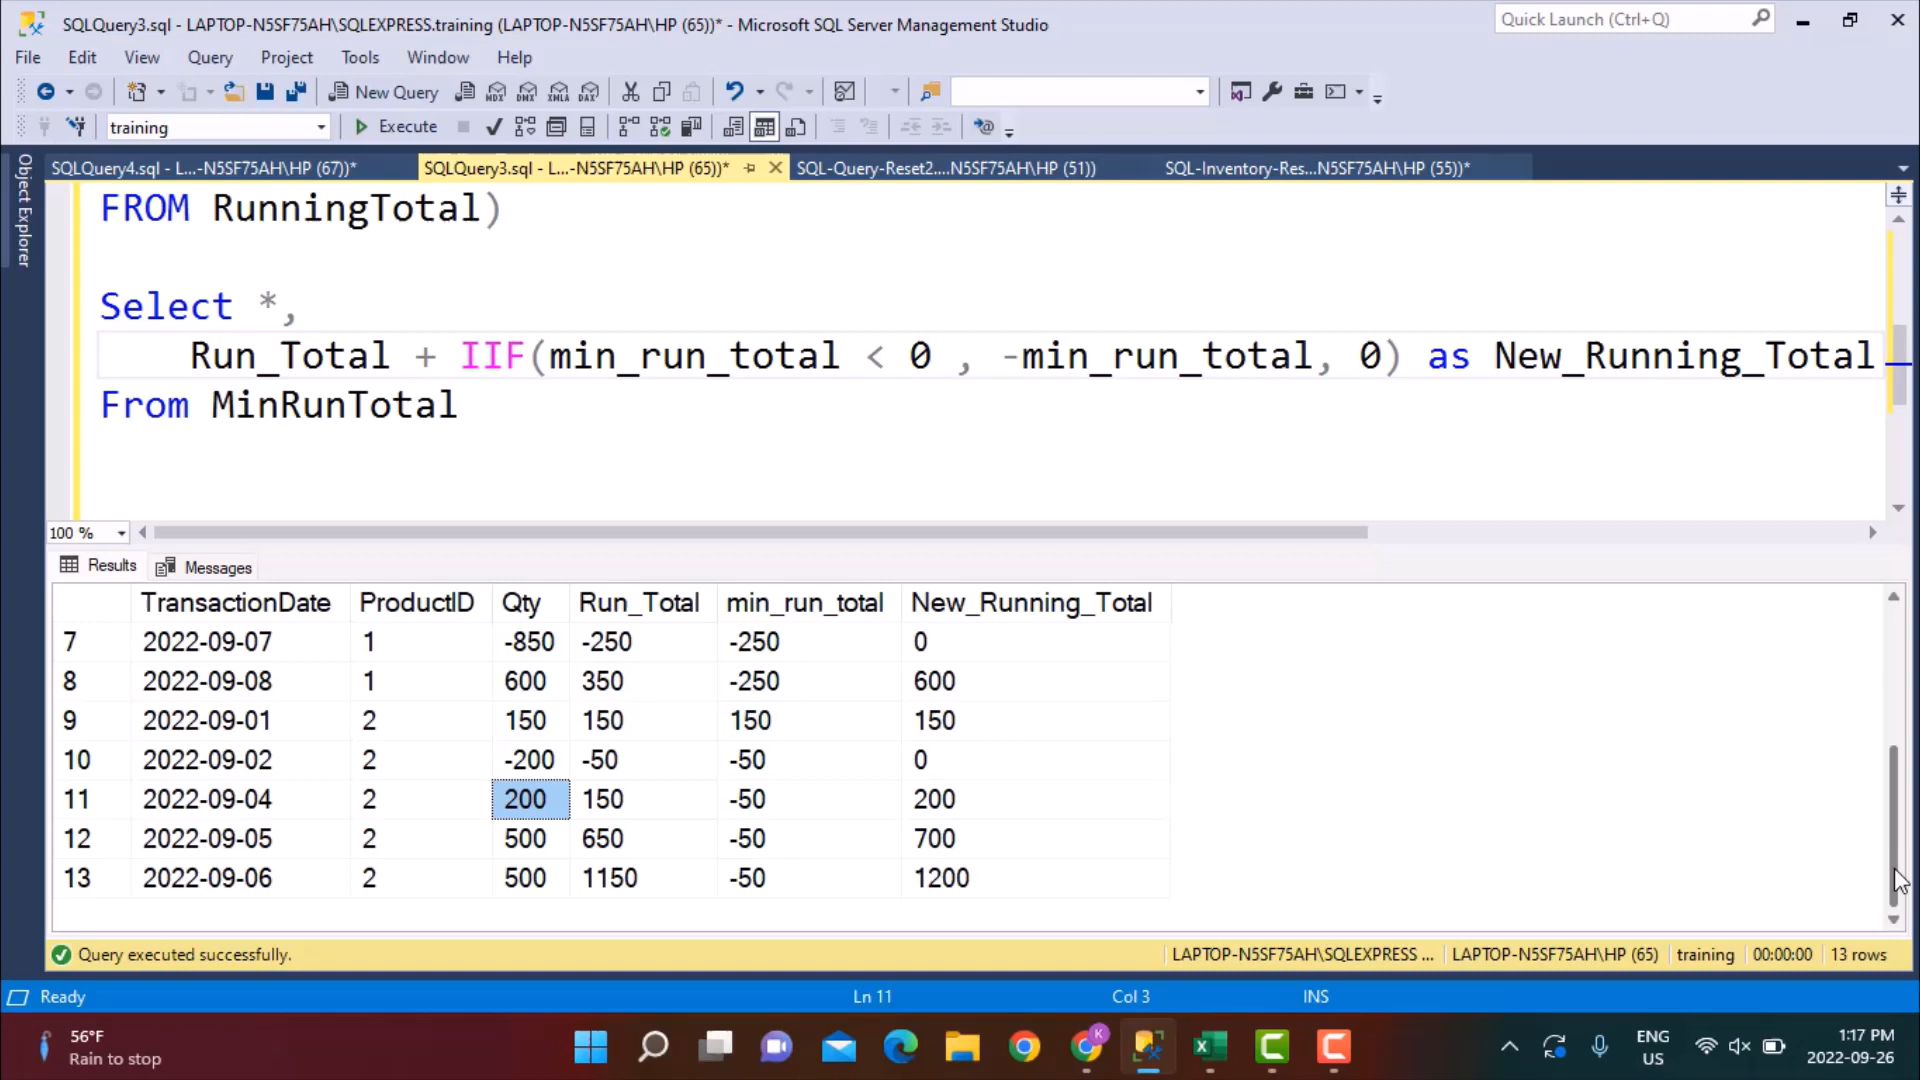 SQLQuery3.sql - LAPTOP-N5SF75AH\SQLEXPRESS.training (LAPTOP-N5SF75AH\HP (65))* - Microsoft SQL Server Management Studio
Quick Launch (Ctrl+Q)
File Edit View Query Project Tools Window Help
New Query
MDX DMX XMLA DAX
training Execute
SQLQuery4.sql - L...-N5SF75AH\HP (67))* SQLQuery3.sql - L...-N5SF75AH\HP (65))* SQL-Query-Reset2....N5SF75AH\HP (51)) SQL-Inventory-Res...N5SF75AH\HP (55))*
Object Explorer
FROM RunningTotal)
Select *,
Run_Total + IIF(min_run_total < 0 , -min_run_total, 0) as New_Running_Total
From MinRunTotal
100 %
Results Messages
TransactionDate ProductID Qty Run_Total min_run_total New_Running_Total
7 2022-09-07 1 -850 -250 -250 0
8 2022-09-08 1 600 350 -250 600
9 2022-09-01 2 150 150 150 150
10 2022-09-02 2 -200 -50 -50 0
11 2022-09-04 2 200 150 -50 200
12 2022-09-05 2 500 650 -50 700
13 2022-09-06 2 500 1150 -50 1200
Query executed successfully. LAPTOP-N5SF75AH\SQLEXPRESS ... LAPTOP-N5SF75AH\HP (65) training 00:00:00 13 rows
Ready Ln 11 Col 3 INS
56°F
Rain to stop
K
ENG
US
1:17 PM
2022-09-26